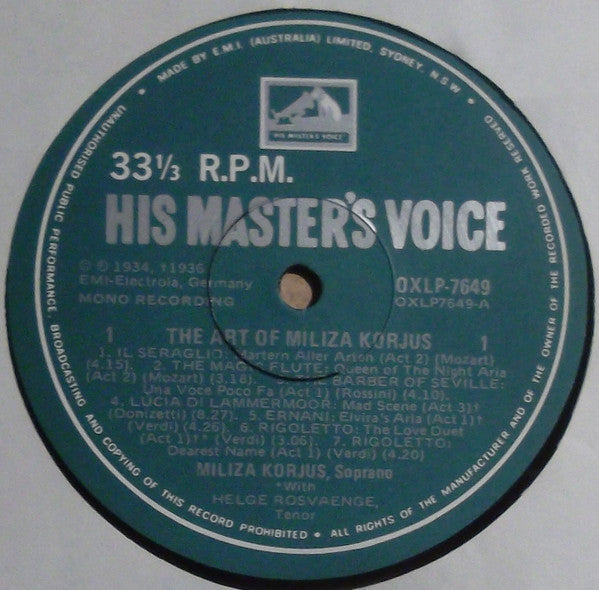 MADE BY E.M.I. (AUSTRALIA) LIMITED, SYDNEY, N.S.W. • ALL RIGHTS OF THE MANUFACTURER AND OF THE OWNER OF THE RECORDED WORK RESERVED
UNAUTHORISED PUBLIC PERFORMANCE, BROADCASTING AND COPYING OF THIS RECORD PROHIBITED •
HIS MASTER'S VOICE
33⅓ R.P.M.
HIS MASTER'S VOICE
℗ © 1934, †1936
EMI-Electrola, Germany
MONO RECORDING
OXLP-7649
OXLP7649-A
1 THE ART OF MILIZA KORJUS 1
1. IL SERAGLIO: Martern Aller Arten (Act 2) (Mozart)
(4.15). 2. THE MAGIC FLUTE: Queen of The Night Aria
(Act 2) (Mozart) (3.18). BARBER OF SEVILLE:
Una Voce Poco Fa (Act 1) (Rossini) (4.10).
4. LUCIA DI LAMMERMOOR: Mad Scene (Act 3)†
(Donizetti) (8.27). 5. ERNANI: Elvira's Aria (Act 1)†
(Verdi) (4.26). 6. RIGOLETTO: The Love Duet
(Act 1)*† (Verdi) (3.06). 7. RIGOLETTO:
Dearest Name (Act 1) (Verdi) (4.20)
MILIZA KORJUS, Soprano
*With
HELGE ROSVAENGE,
Tenor